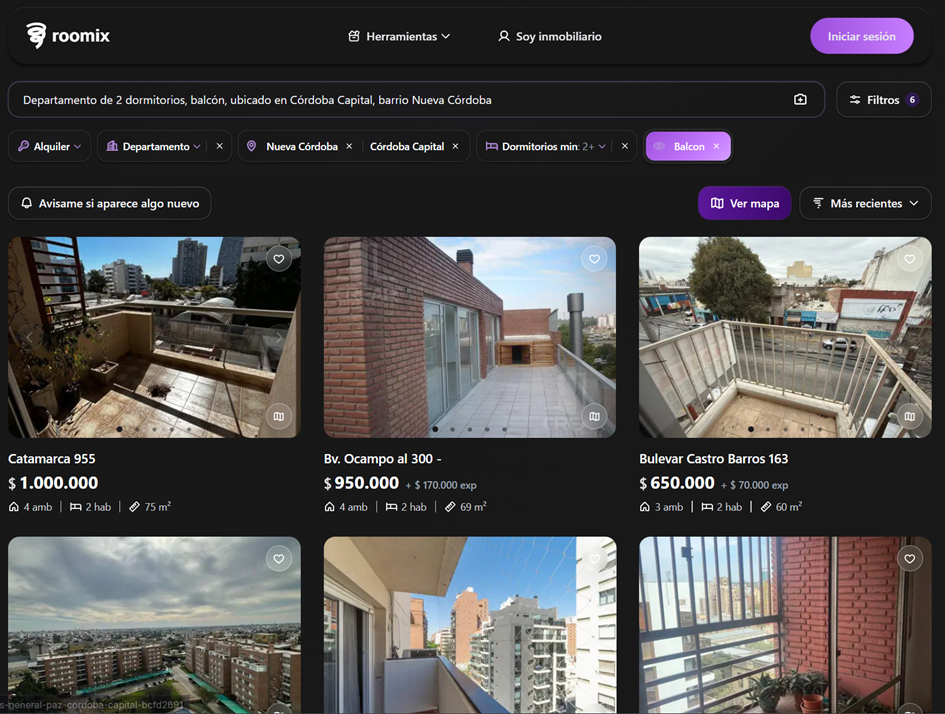 roomix
Herramientas
Soy inmobiliario
Iniciar sesión
Departamento de 2 dormitorios, balcón, ubicado en Córdoba Capital, barrio Nueva Córdoba
Filtros 6
Alquiler
Departamento ×
Nueva Córdoba ×
Córdoba Capital ×
Dormitorios min: 2+ ×
Balcon ×
Avisame si aparece algo nuevo
Ver mapa
Más recientes
Catamarca 955
$ 1.000.000
4 amb | 2 hab | 75 m²
Bv. Ocampo al 300 -
$ 950.000 + $ 170.000 exp
4 amb | 2 hab | 69 m²
Bulevar Castro Barros 163
$ 650.000 + $ 70.000 exp
3 amb | 2 hab | 60 m²
s-general-paz-cordoba-capital-bcfd2691